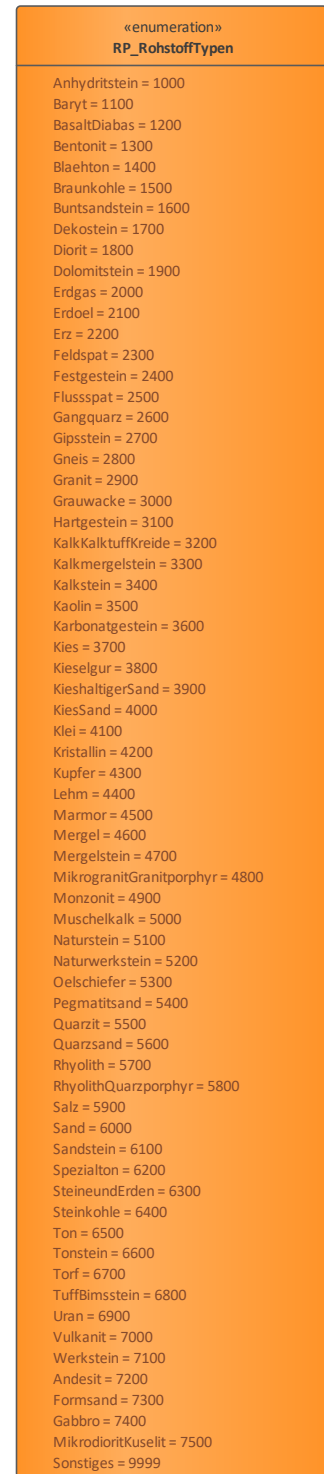 «enumeration»
RP_RohstoffTypen
Anhydritstein = 1000
Baryt = 1100
BasaltDiabas = 1200
Bentonit = 1300
Blaehton = 1400
Braunkohle = 1500
Buntsandstein = 1600
Dekostein = 1700
Diorit = 1800
Dolomitstein = 1900
Erdgas = 2000
Erdoel = 2100
Erz = 2200
Feldspat = 2300
Festgestein = 2400
Flussspat = 2500
Gangquarz = 2600
Gipsstein = 2700
Gneis = 2800
Granit = 2900
Grauwacke = 3000
Hartgestein = 3100
KalkKalktuffKreide = 3200
Kalkmergelstein = 3300
Kalkstein = 3400
Kaolin = 3500
Karbonatgestein = 3600
Kies = 3700
Kieselgur = 3800
KieshaltigerSand = 3900
KiesSand = 4000
Klei = 4100
Kristallin = 4200
Kupfer = 4300
Lehm = 4400
Marmor = 4500
Mergel = 4600
Mergelstein = 4700
MikrogranitGranitporphyr = 4800
Monzonit = 4900
Muschelkalk = 5000
Naturstein = 5100
Naturwerkstein = 5200
Oelschiefer = 5300
Pegmatitsand = 5400
Quarzit = 5500
Quarzsand = 5600
Rhyolith = 5700
RhyolithQuarzporphyr = 5800
Salz = 5900
Sand = 6000
Sandstein = 6100
Spezialton = 6200
SteineundErden = 6300
Steinkohle = 6400
Ton = 6500
Tonstein = 6600
Torf = 6700
TuffBimsstein = 6800
Uran = 6900
Vulkanit = 7000
Werkstein = 7100
Andesit = 7200
Formsand = 7300
Gabbro = 7400
MikrodioritKuselit = 7500
Sonstiges = 9999